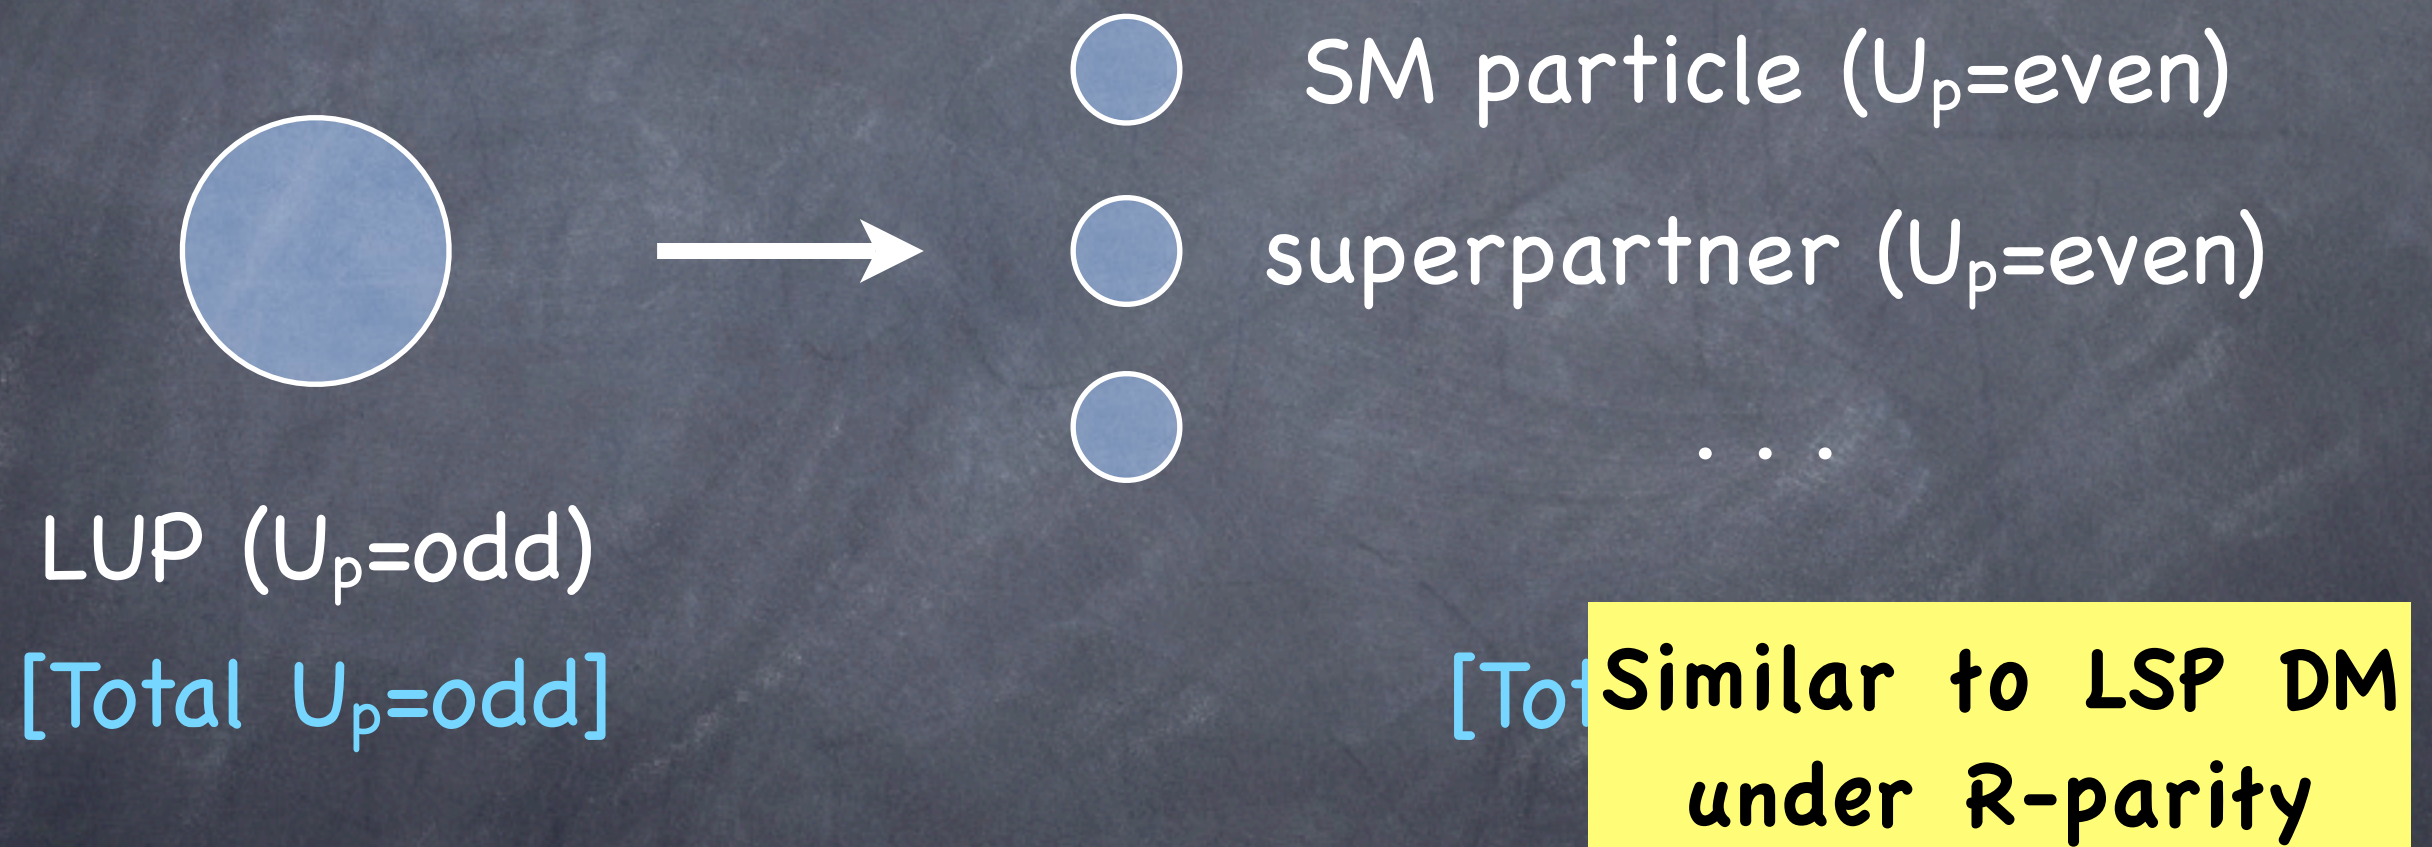 SM particle (Uₚ=even)
superpartner (Uₚ=even)
. . .
LUP (Uₚ=odd)
[Total Uₚ=odd]
Similar to LSP DM
under R-parity